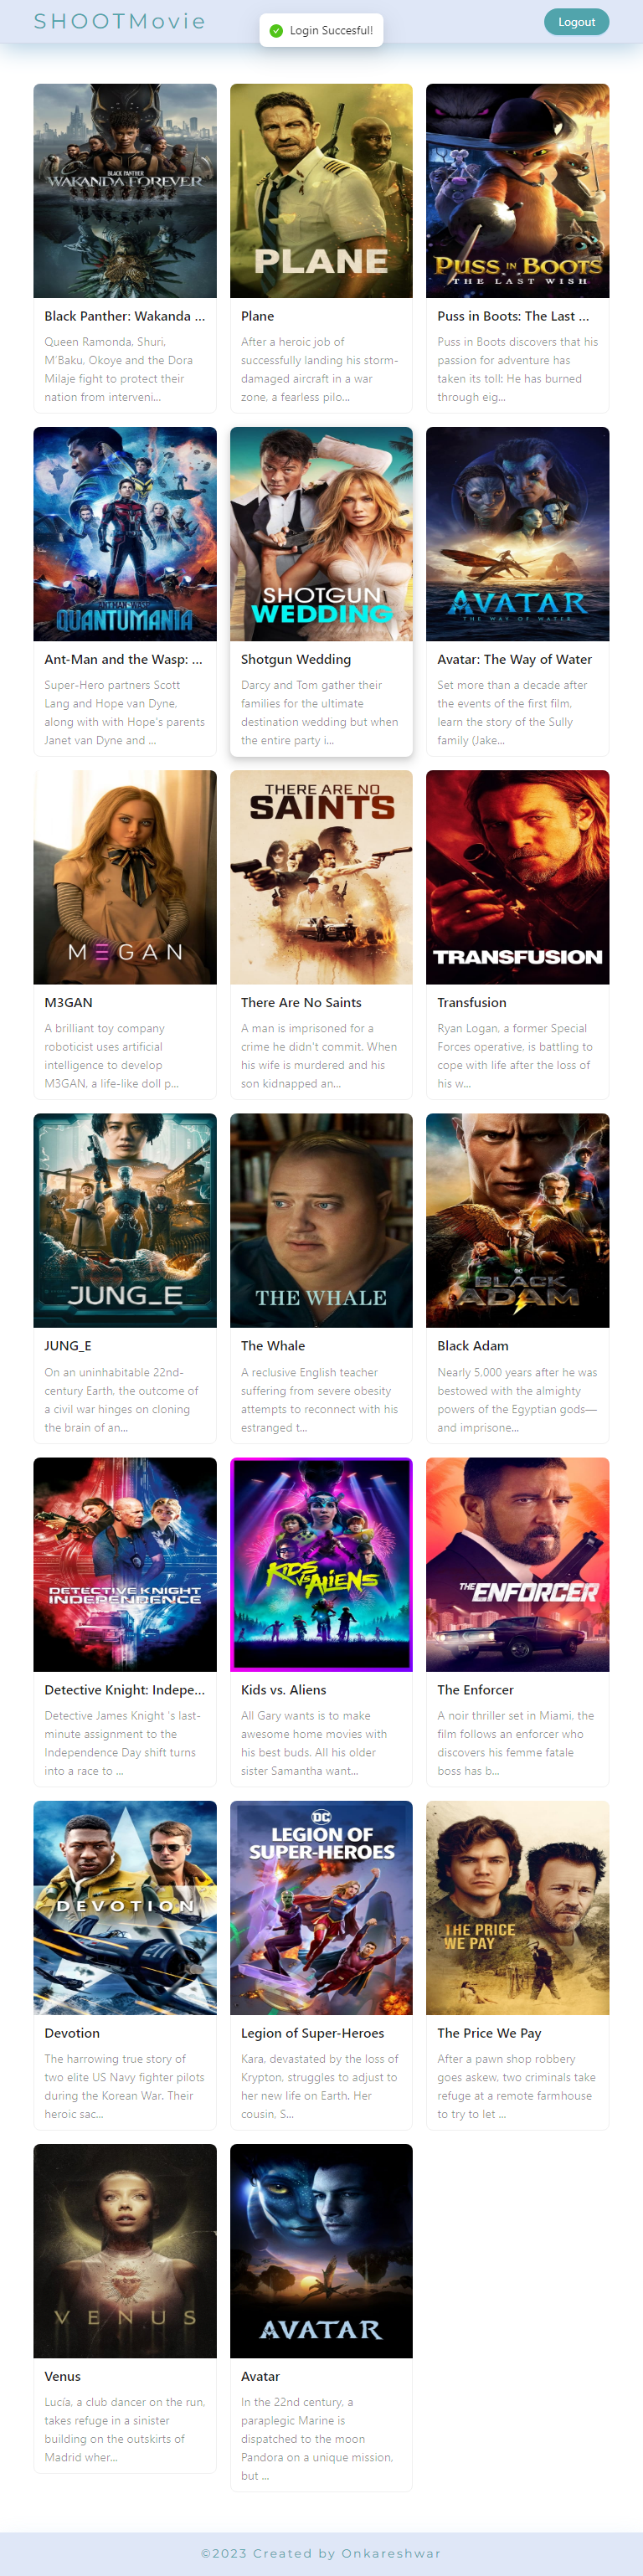 SHOOTMovie
Login Succesful!
Logout
BLACK PANTHER
WAKANDA FOREVER
PLANE
PUSS IN BOOTS
THE LAST WISH
Black Panther: Wakanda ...
Queen Ramonda, Shuri,
M'Baku, Okoye and the Dora
Milaje fight to protect their
nation from interveni...
Plane
After a heroic job of
successfully landing his storm-
damaged aircraft in a war
zone, a fearless pilo...
Puss in Boots: The Last ...
Puss in Boots discovers that his
passion for adventure has
taken its toll: He has burned
through eig...
ANT-MAN AND THE WASP
QUANTUMANIA
SHOTGUN
WEDDING
AVATAR
THE WAY OF WATER
Ant-Man and the Wasp: ...
Super-Hero partners Scott
Lang and Hope van Dyne,
along with with Hope's parents
Janet van Dyne and ...
Shotgun Wedding
Darcy and Tom gather their
families for the ultimate
destination wedding but when
the entire party i...
Avatar: The Way of Water
Set more than a decade after
the events of the first film,
learn the story of the Sully
family (Jake...
M3GAN
THERE ARE NO
SAINTS
TRANSFUSION
M3GAN
A brilliant toy company
roboticist uses artificial
intelligence to develop
M3GAN, a life-like doll p...
There Are No Saints
A man is imprisoned for a
crime he didn't commit. When
his wife is murdered and his
son kidnapped an...
Transfusion
Ryan Logan, a former Special
Forces operative, is battling to
cope with life after the loss of
his w...
JUNG_E
THE WHALE
DC
BLACK
ADAM
JUNG_E
On an uninhabitable 22nd-
century Earth, the outcome of
a civil war hinges on cloning
the brain of an...
The Whale
A reclusive English teacher
suffering from severe obesity
attempts to reconnect with his
estranged t...
Black Adam
Nearly 5,000 years after he was
bestowed with the almighty
powers of the Egyptian gods—
and imprisone...
DETECTIVE KNIGHT
INDEPENDENCE
KIDS VS ALIENS
THE ENFORCER
Detective Knight: Indepe...
Detective James Knight 's last-
minute assignment to the
Independence Day shift turns
into a race to ...
Kids vs. Aliens
All Gary wants is to make
awesome home movies with
his best buds. All his older
sister Samantha want...
The Enforcer
A noir thriller set in Miami, the
film follows an enforcer who
discovers his femme fatale
boss has b...
DEVOTION
DC
LEGION OF
SUPER-HEROES
THE PRICE
WE PAY
Devotion
The harrowing true story of
two elite US Navy fighter pilots
during the Korean War. Their
heroic sac...
Legion of Super-Heroes
Kara, devastated by the loss of
Krypton, struggles to adjust to
her new life on Earth. Her
cousin, S...
The Price We Pay
After a pawn shop robbery
goes askew, two criminals take
refuge at a remote farmhouse
to try to let ...
VENUS
AVATAR
Venus
Lucía, a club dancer on the run,
takes refuge in a sinister
building on the outskirts of
Madrid wher...
Avatar
In the 22nd century, a
paraplegic Marine is
dispatched to the moon
Pandora on a unique mission,
but ...
©2023 Created by Onkareshwar